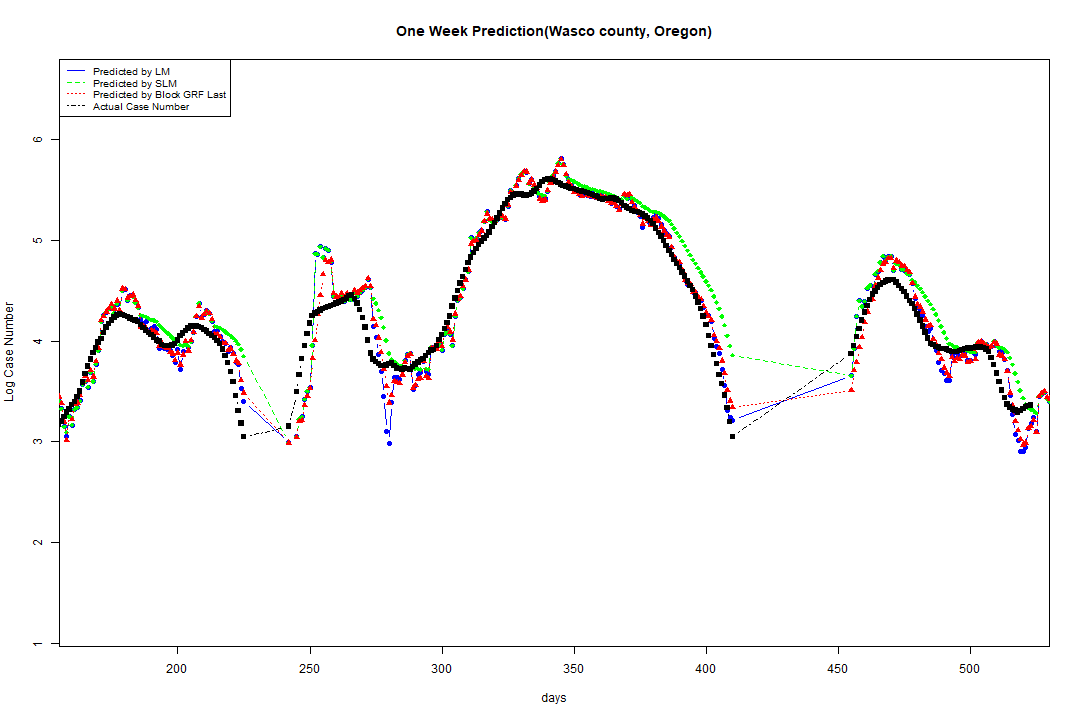 One Week Prediction(Wasco county, Oregon)
Predicted by LM
Predicted by SLM
Predicted by Block GRF Last
Actual Case Number
Log Case Number
6
5
4
3
2
1
200 250 300 350 400 450 500
days